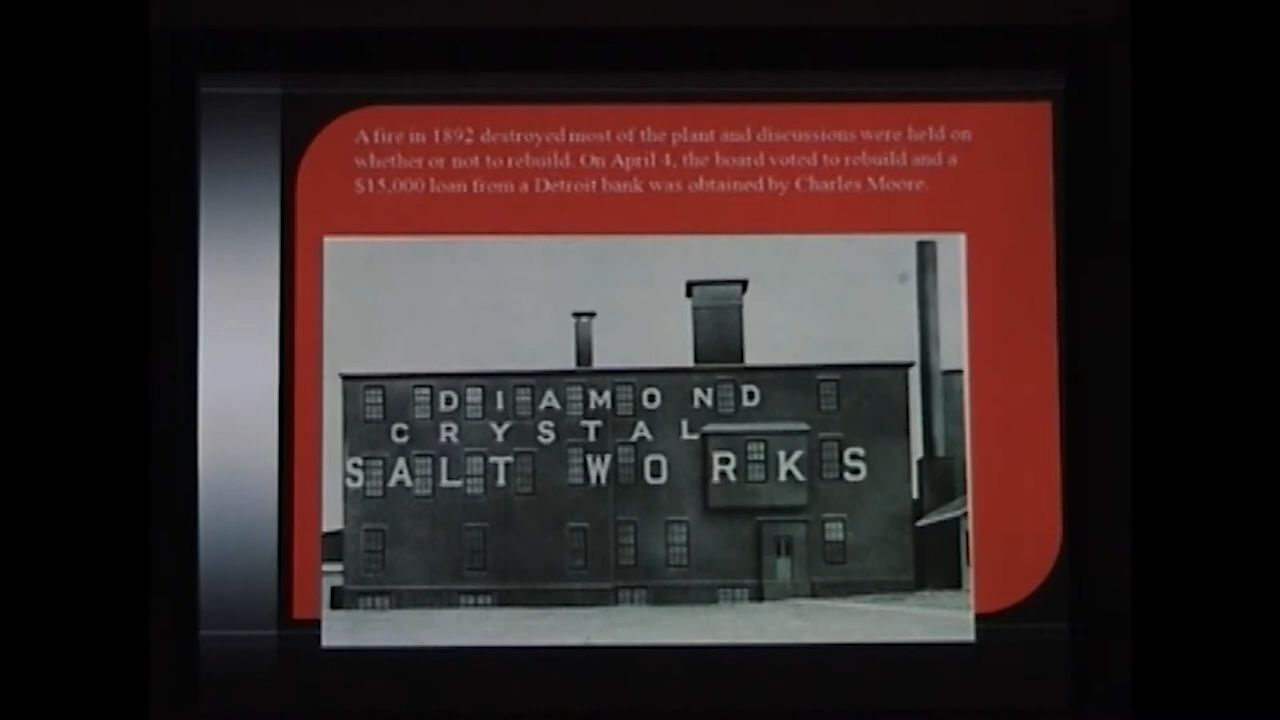 A fire in 1892 destroyed most of the plant and discussions were held on
whether or not to rebuild. On April 4, the board voted to rebuild and a
$15,000 loan from a Detroit bank was obtained by Charles Moore.
DIAMOND
CRYSTAL
SALT WORKS